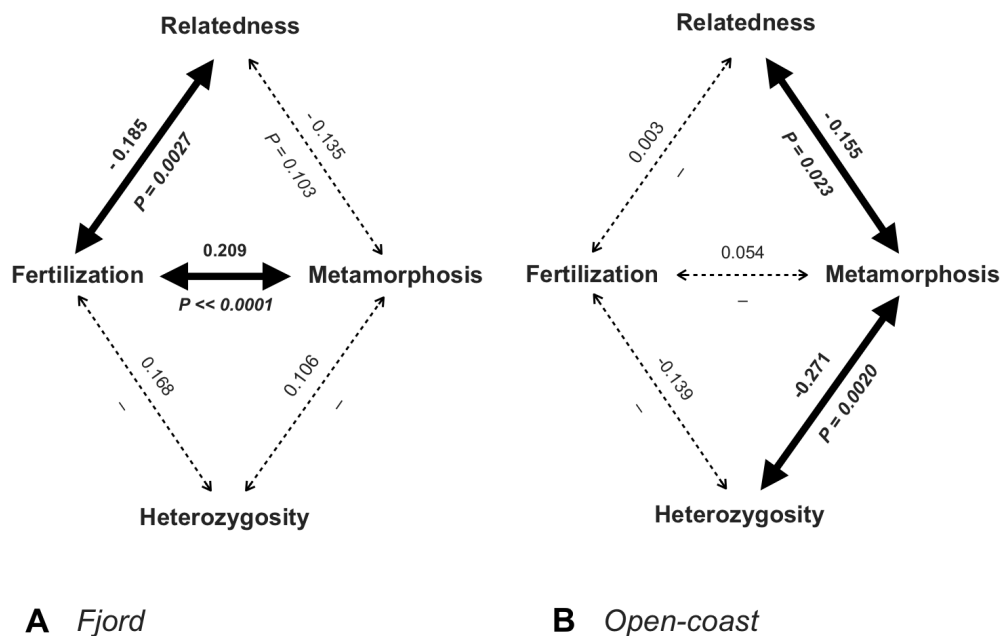 Relatedness
- 0.185
P = 0.0027
- 0.135
P = 0.103
0.209
Fertilization
Metamorphosis
P << 0.0001
0.168
–
0.106
–
Heterozygosity
A Fjord
Relatedness
0.003
–
- 0.155
P = 0.023
0.054
Fertilization
Metamorphosis
–
-0.139
–
-0.271
P = 0.0020
Heterozygosity
B Open-coast